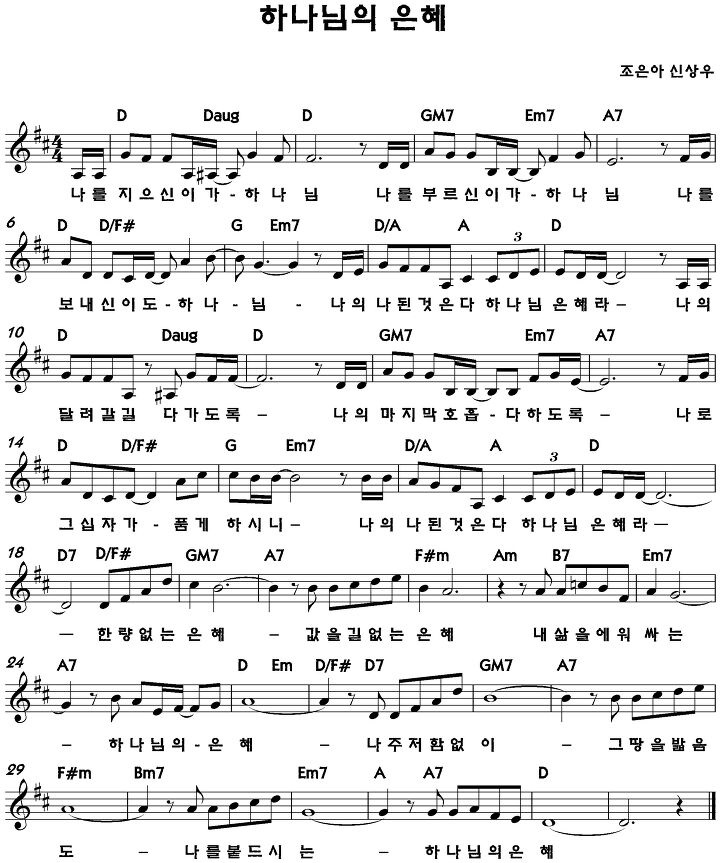 하나님의 은혜
조은아 신상우
D Daug D GM7 Em7 A7
나를 지으신이가-하나님 나를부르신이가-하나님 나를
6 D D/F# G Em7 D/A A D
3
보내신이도-하나-님- 나의나된것은다 하나님 은혜라― 나의
10 D Daug D GM7 Em7 A7
달려갈길 다가도록― 나의마지막호흡-다하도록― 나로
14 D D/F# G Em7 D/A A D
3
그십자가-품게 하시니― 나의나된것은다 하나님 은혜라―
18 D7 D/F# GM7 A7 F#m Am B7 Em7
― 한량없는 은혜 ― 값을길없는 은혜 내삶을에워 싸는
24 A7 D Em D/F# D7 GM7 A7
― 하나님의-은 혜 ― 나주저함없 이 ― 그땅을밟음
29 F#m Bm7 Em7 A A7 D
도 ― 나를붙드시 는 ― 하나님의은 혜